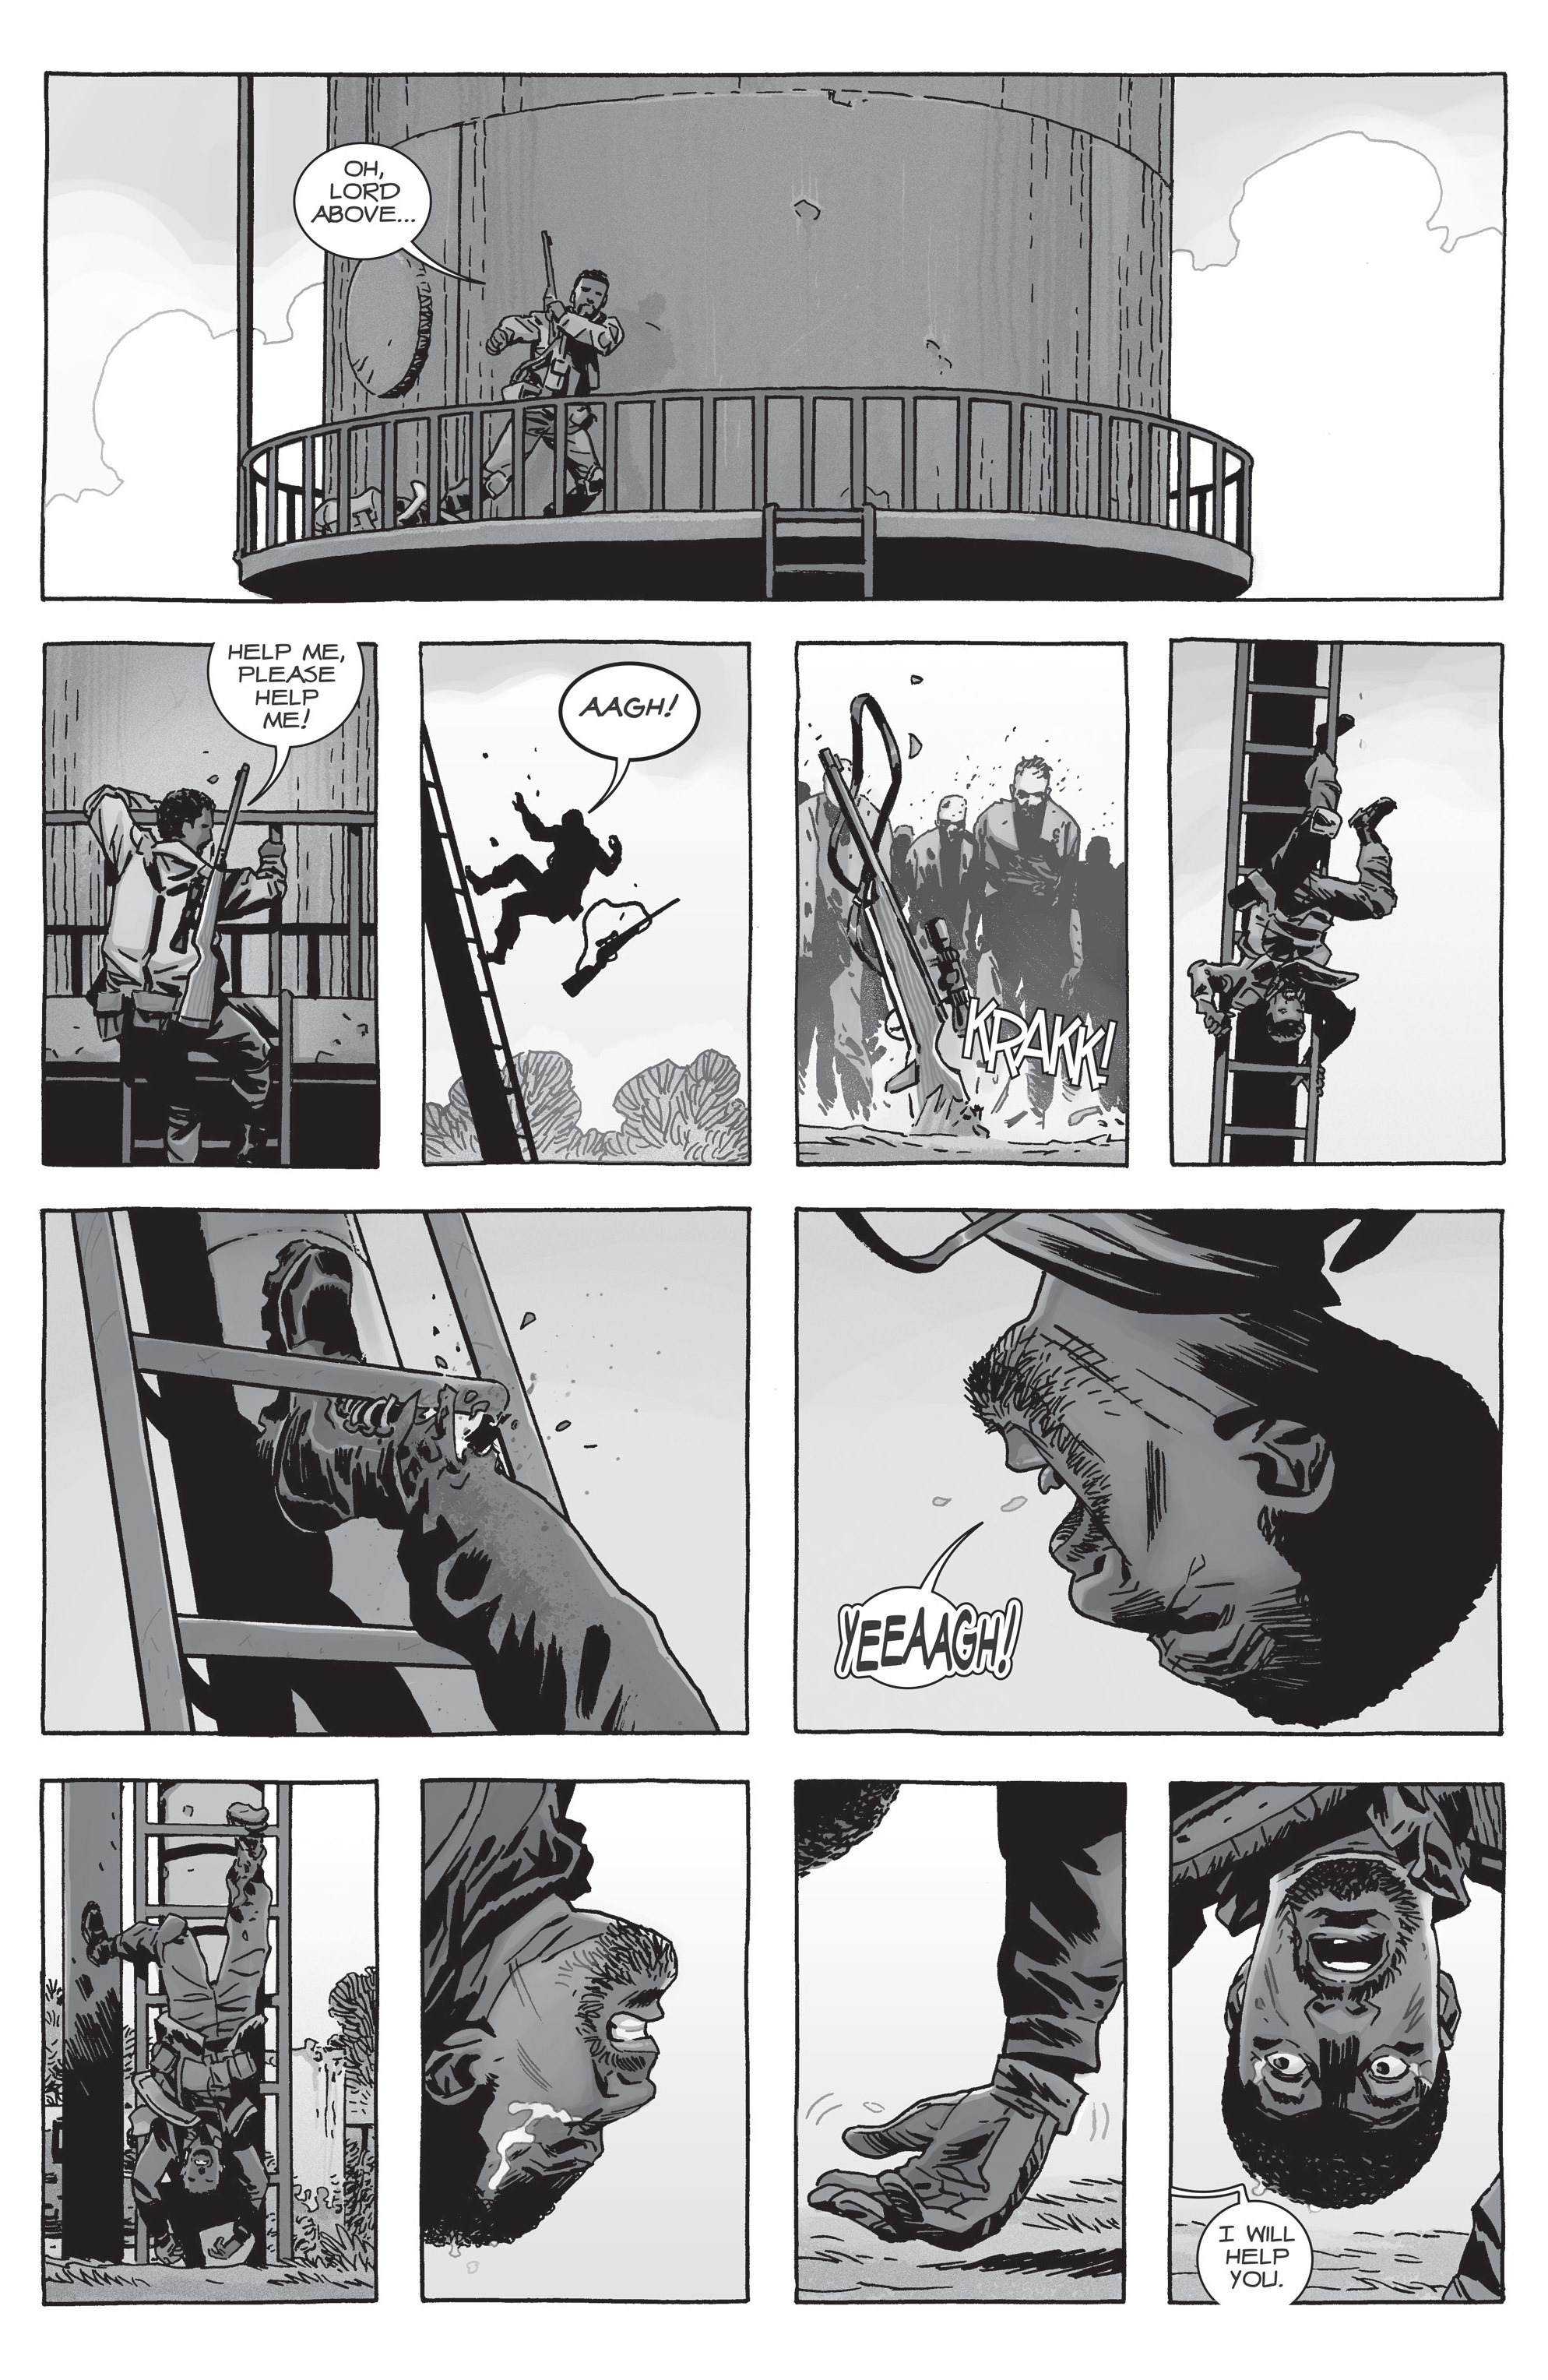 OH,
LORD
ABOVE...
HELP ME,
PLEASE
HELP
ME!
AAGH!
KRAKK!
YEEAAGH!
I WILL
HELP
YOU.